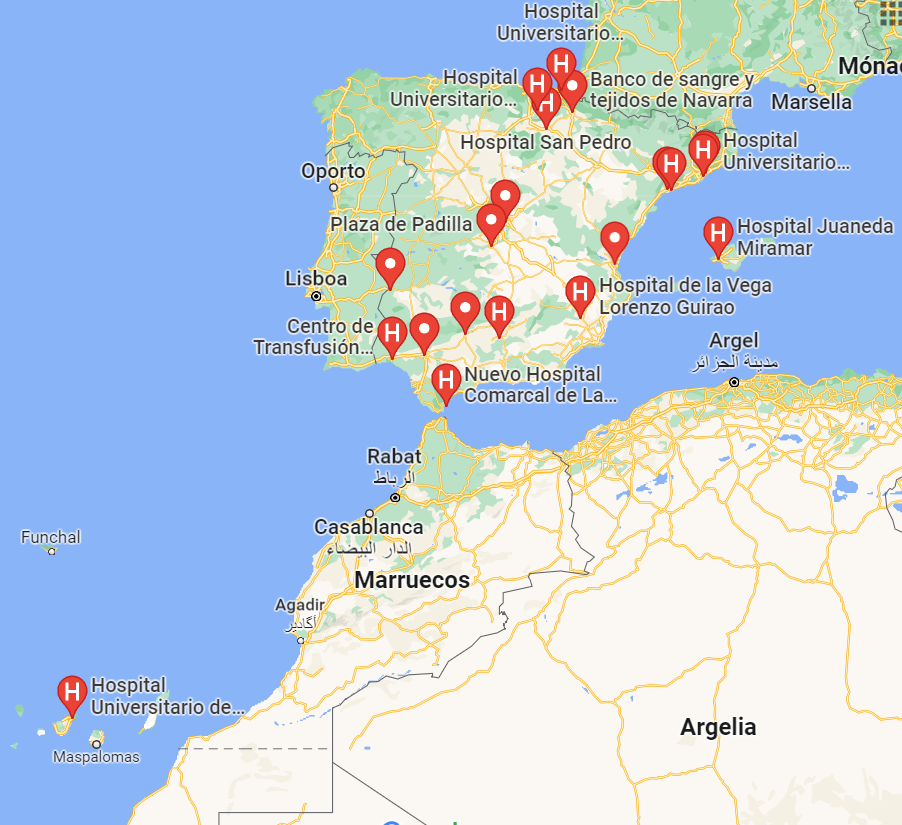 Hospital
Universitario…
Mónac
Hospital
Universitario…
Banco de sangre y
tejidos de Navarra
Marsella
Hospital San Pedro
Hospital
Universitario…
Oporto
Plaza de Padilla
Hospital Juaneda
Miramar
Lisboa
Hospital de la Vega
Lorenzo Guirao
Centro de
Transfusión…
Argel
مدينة الجزائر
Nuevo Hospital
Comarcal de La…
Rabat
الرباط
Casablanca
الدار البيضاء
Funchal
Marruecos
Agadir
أكادير
Hospital
Universitario de…
Argelia
Maspalomas